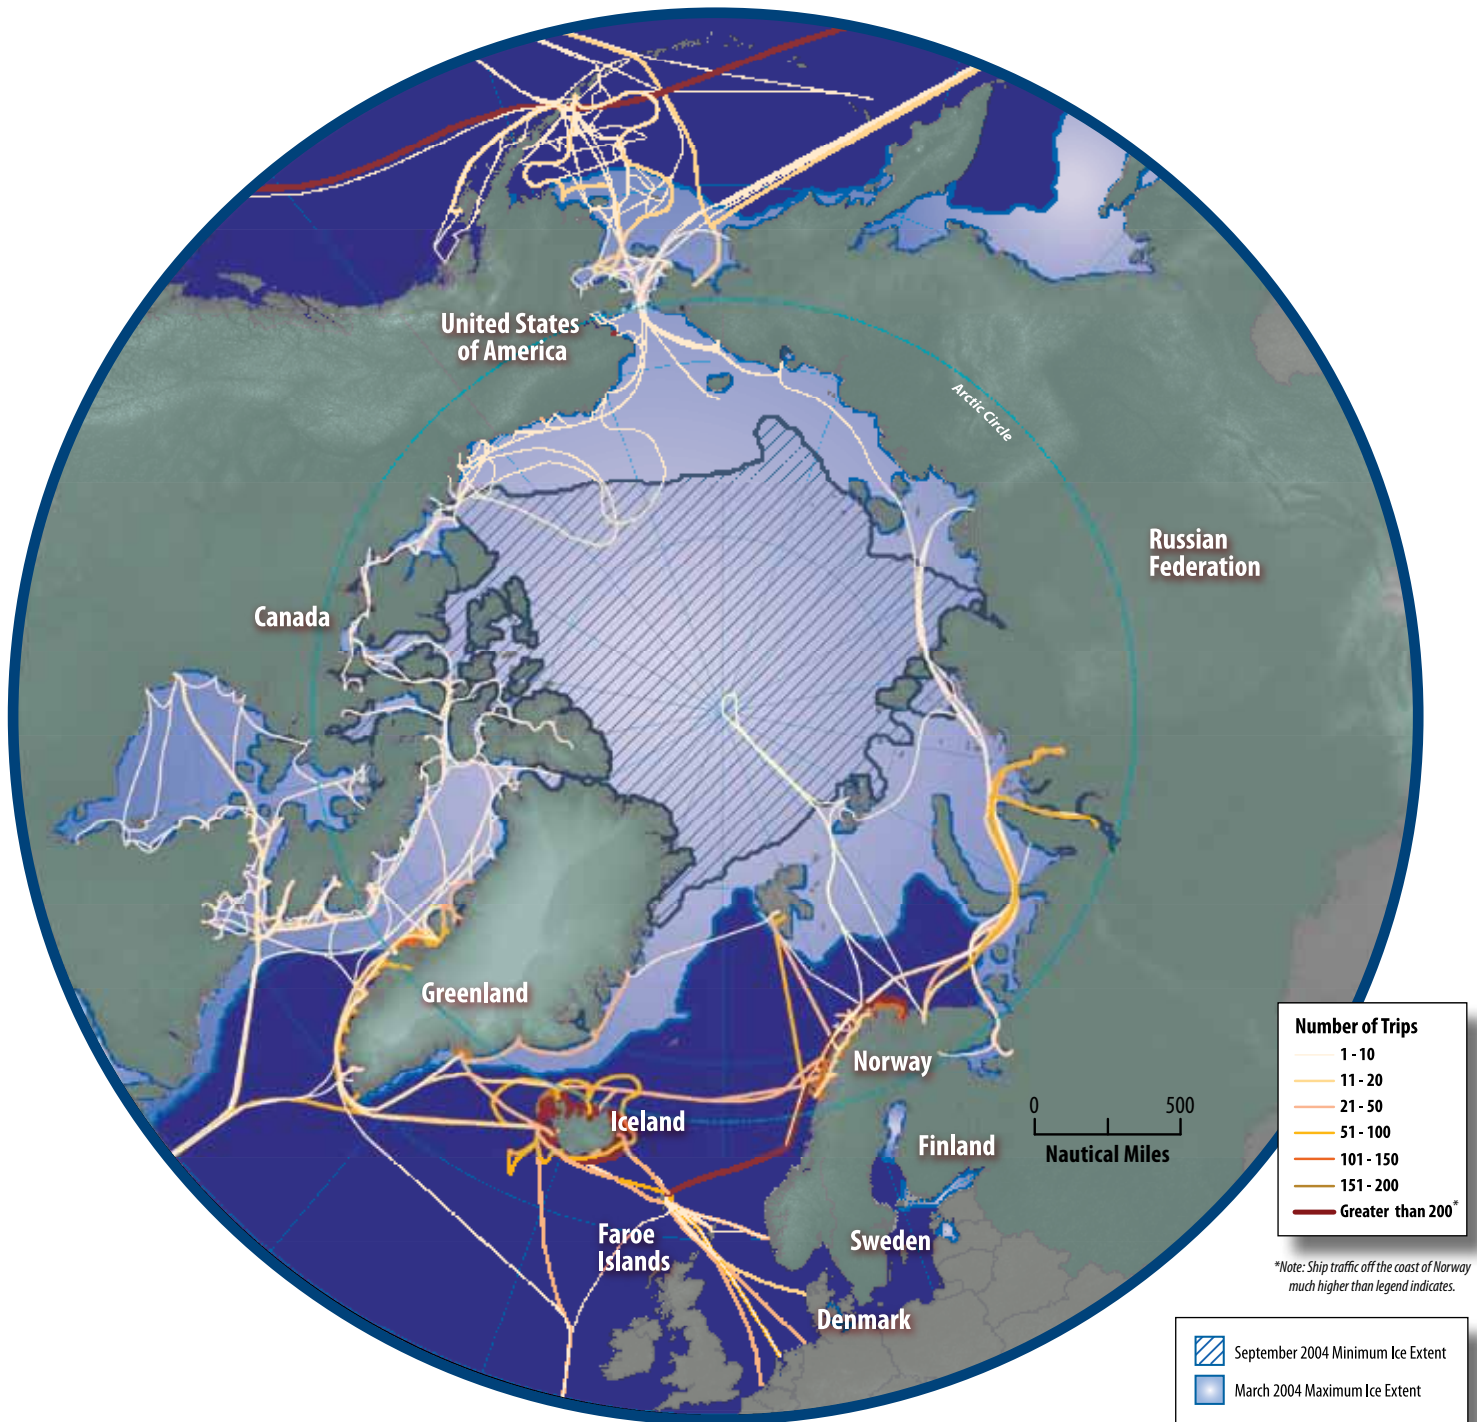 United States
of America
Arctic Circle
Russian
Federation
Canada
Greenland
Norway
Iceland
Finland
0 500
Nautical Miles
Faroe
Islands
Sweden
Denmark
Number of Trips
1 - 10
11 - 20
21 - 50
51 - 100
101 - 150
151 - 200
Greater than 200*
*Note: Ship traffic off the coast of Norway
much higher than legend indicates.
September 2004 Minimum Ice Extent
March 2004 Maximum Ice Extent